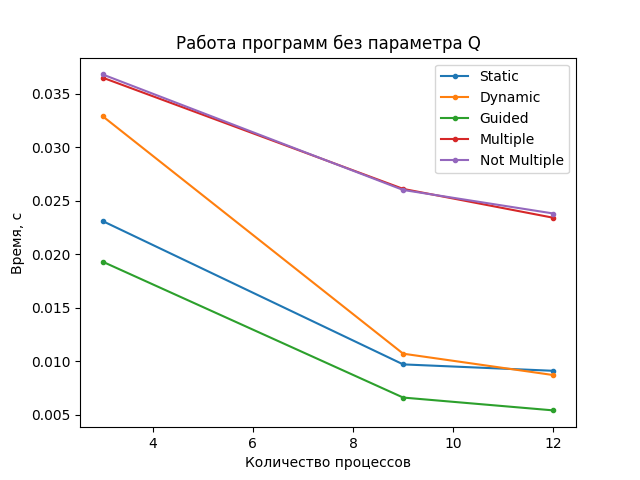 Работа программ без параметра Q
Static
Dynamic
Guided
Multiple
Not Multiple
0.035
0.030
0.025
0.020
0.015
0.010
0.005
Время, с
4 6 8 10 12
Количество процессов